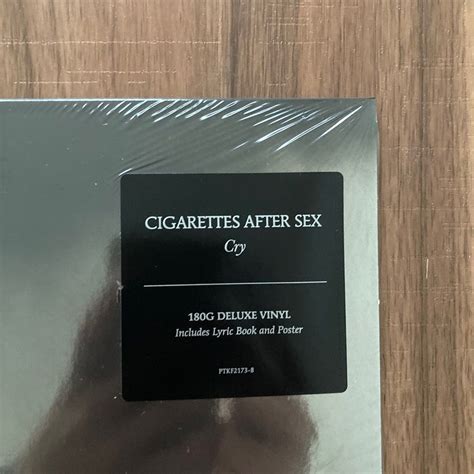 CIGARETTES AFTER SEX
Cry
180G DELUXE VINYL
Includes Lyric Book and Poster
PTKF2173-8